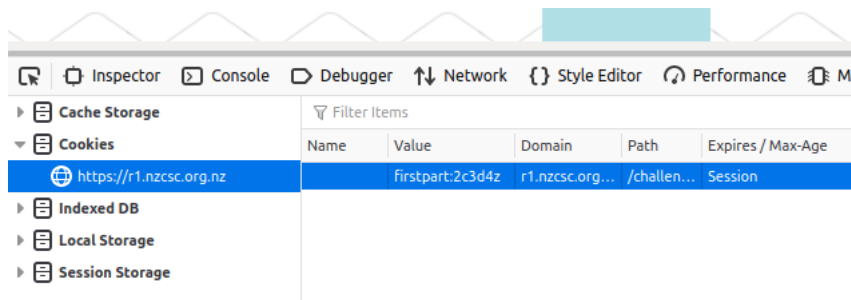 Inspector Console Debugger Network Style Editor Performance M
Cache Storage
Filter Items
Cookies
Name Value Domain Path Expires / Max-Age
https://r1.nzcsc.org.nz
firstpart:2c3d4z r1.nzcsc.org... /challen... Session
Indexed DB
Local Storage
Session Storage